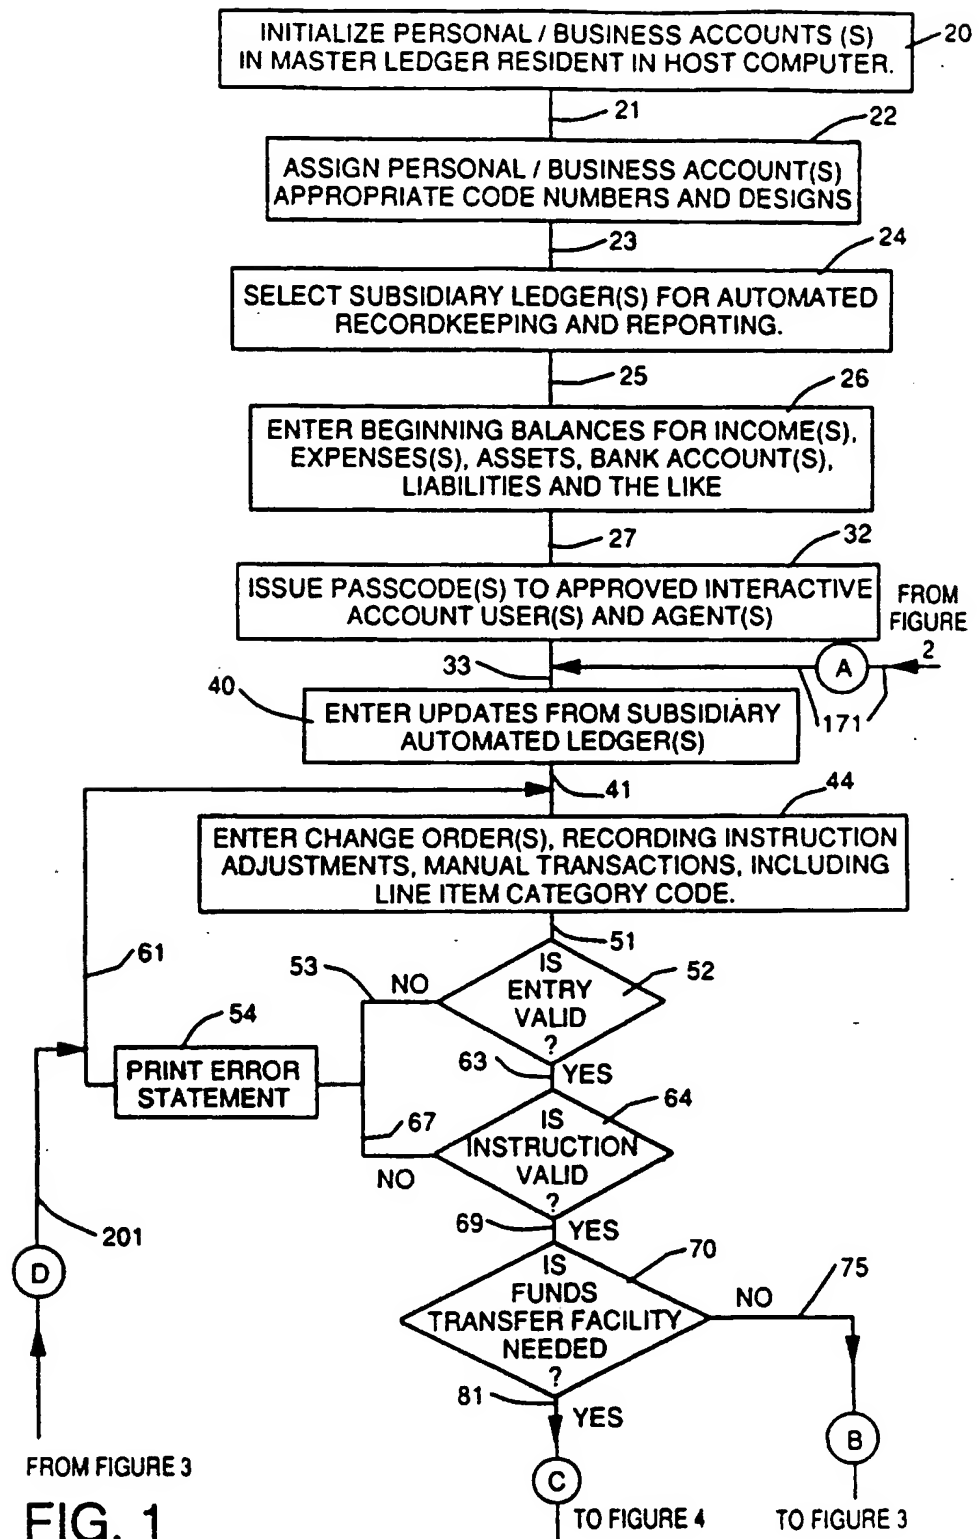 INITIALIZE PERSONAL / BUSINESS ACCOUNTS (S)
IN MASTER LEDGER RESIDENT IN HOST COMPUTER.
20
21
22
ASSIGN PERSONAL / BUSINESS ACCOUNT(S)
APPROPRIATE CODE NUMBERS AND DESIGNS
23
24
SELECT SUBSIDIARY LEDGER(S) FOR AUTOMATED
RECORDKEEPING AND REPORTING.
25
26
ENTER BEGINNING BALANCES FOR INCOME(S),
EXPENSES(S), ASSETS, BANK ACCOUNT(S),
LIABILITIES AND THE LIKE
27
32
ISSUE PASSCODE(S) TO APPROVED INTERACTIVE
ACCOUNT USER(S) AND AGENT(S)
FROM
FIGURE
2
33
A
171
40
ENTER UPDATES FROM SUBSIDIARY
AUTOMATED LEDGER(S)
41
44
ENTER CHANGE ORDER(S), RECORDING INSTRUCTION
ADJUSTMENTS, MANUAL TRANSACTIONS, INCLUDING
LINE ITEM CATEGORY CODE.
51
61
53
NO
IS
ENTRY
VALID
?
52
54
PRINT ERROR
STATEMENT
63
YES
64
67
NO
IS
INSTRUCTION
VALID
?
69
YES
201
D
70
IS
FUNDS
TRANSFER FACILITY
NEEDED
?
NO
75
81
YES
B
C
FROM FIGURE 3
TO FIGURE 4
TO FIGURE 3
FIG. 1